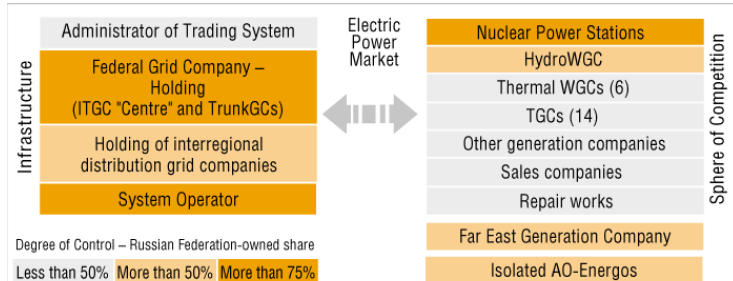 Administrator of Trading System
Federal Grid Company –
Holding
(ITGC "Centre" and TrunkGCs)
Holding of interregional
distribution grid companies
System Operator
Infrastructure
Electric
Power
Market
Nuclear Power Stations
HydroWGC
Thermal WGCs (6)
TGCs (14)
Other generation companies
Sales companies
Repair works
Sphere of Competition
Far East Generation Company
Isolated AO-Energos
Degree of Control – Russian Federation-owned share
Less than 50% More than 50% More than 75%